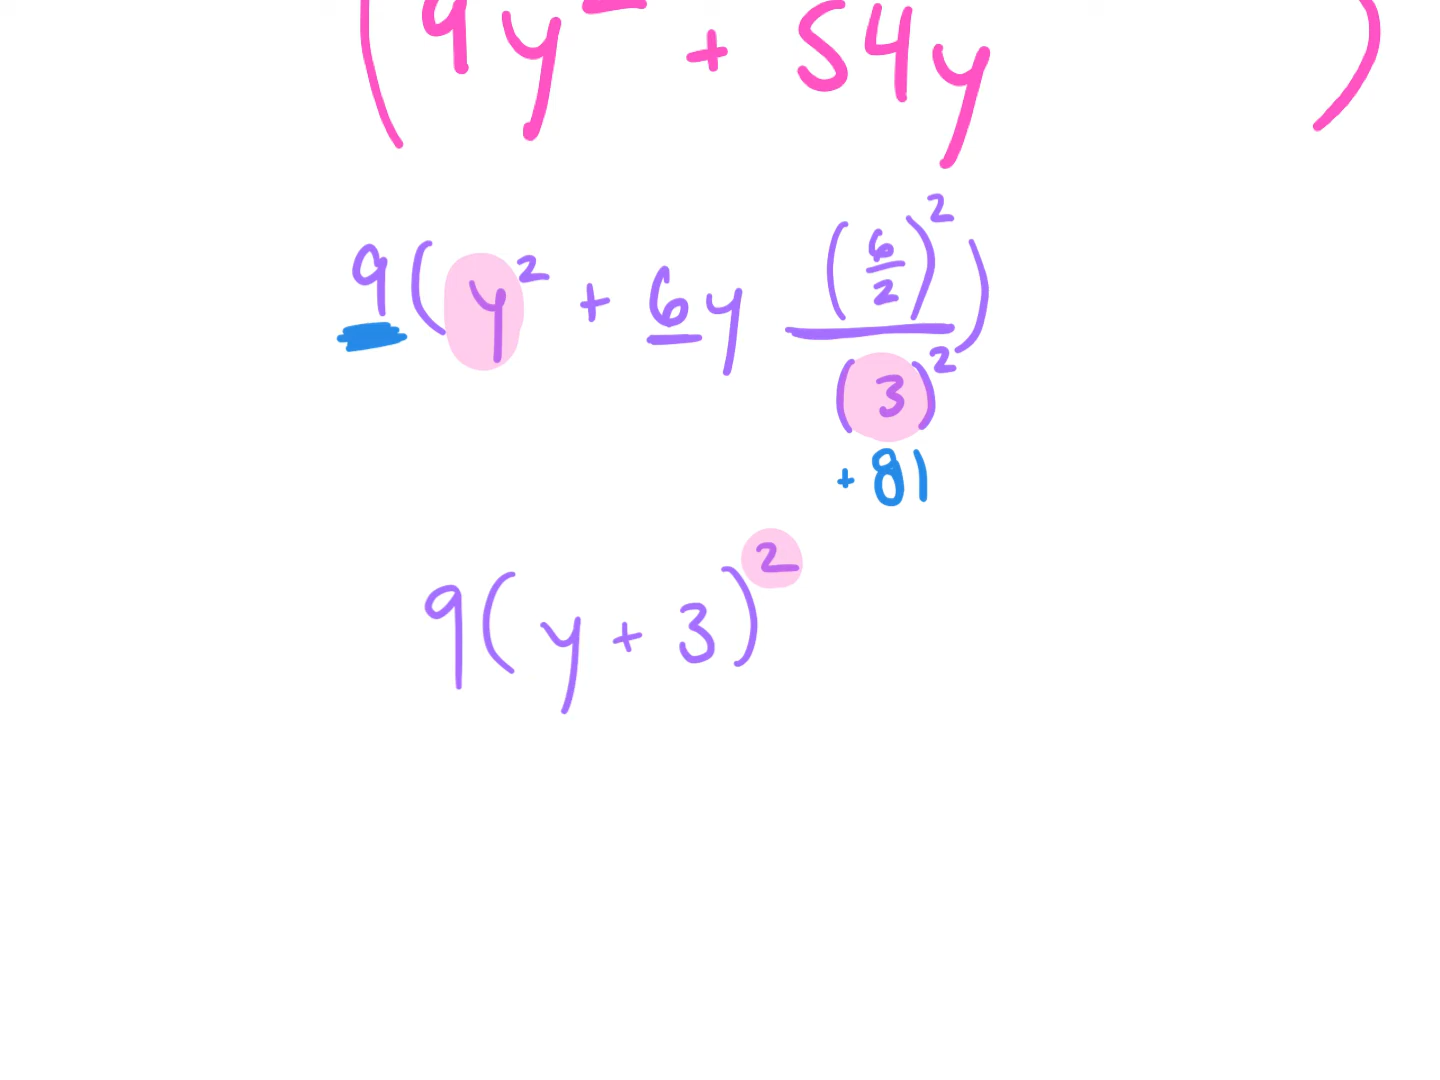 (9y² + 54y )
9(y² + 6y (6/2)²)
(3)²
+ 81
9(y + 3)²